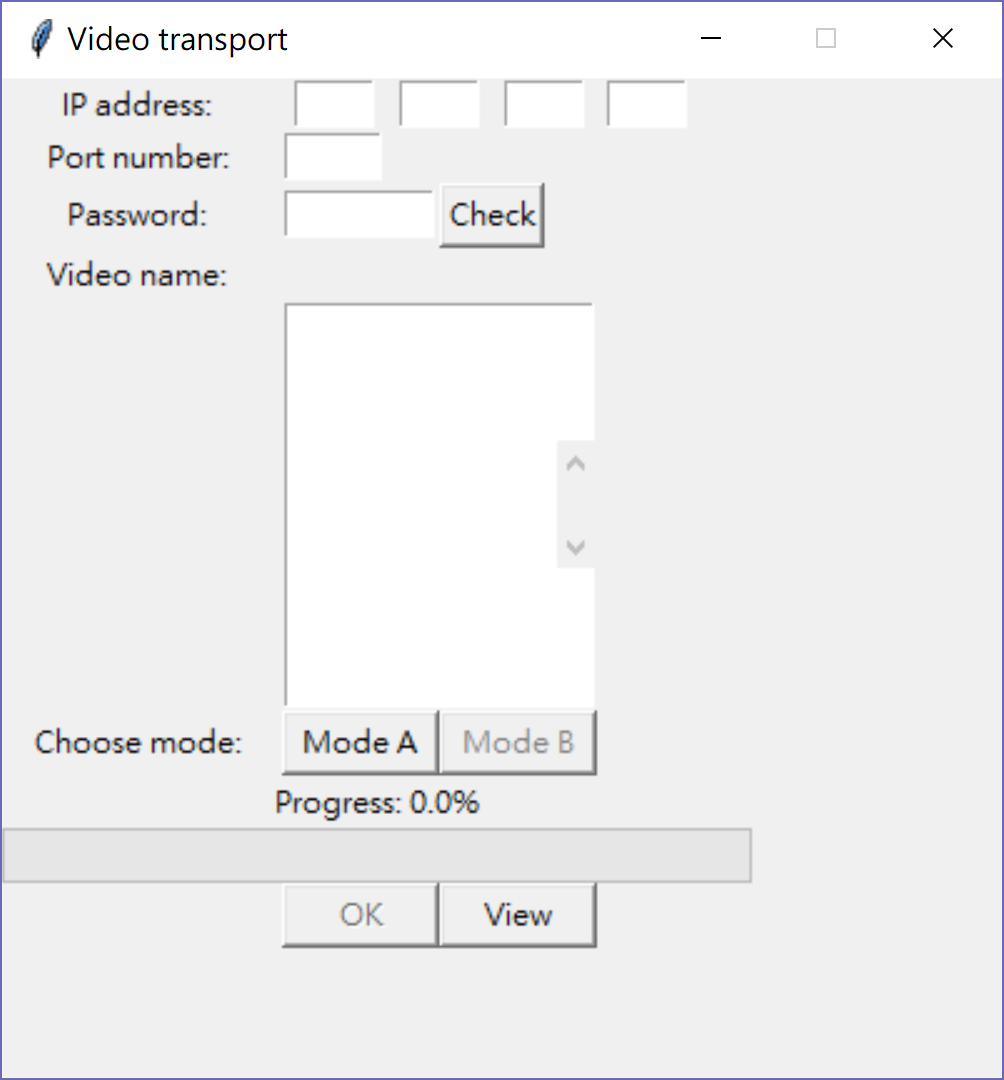 Video transport
IP address:
Port number:
Password: Check
Video name:
Choose mode: Mode A Mode B
Progress: 0.0%
OK View